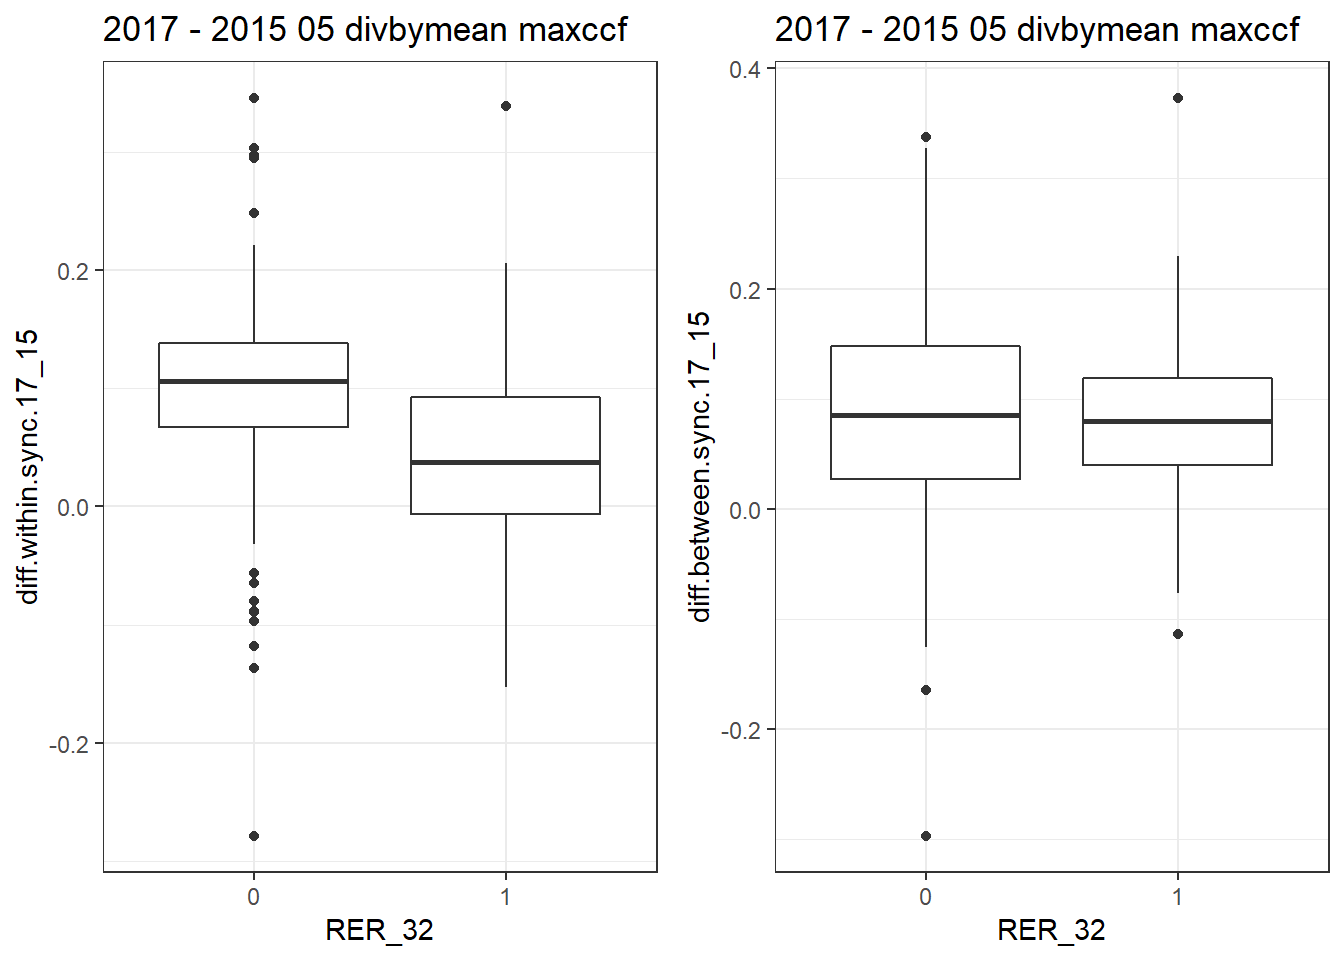 2017 - 2015 05 divbymean maxccf
diff.within.sync.17_15
0.2
0.0
-0.2
0 1
RER_32
2017 - 2015 05 divbymean maxccf
diff.between.sync.17_15
0.4
0.2
0.0
-0.2
0 1
RER_32